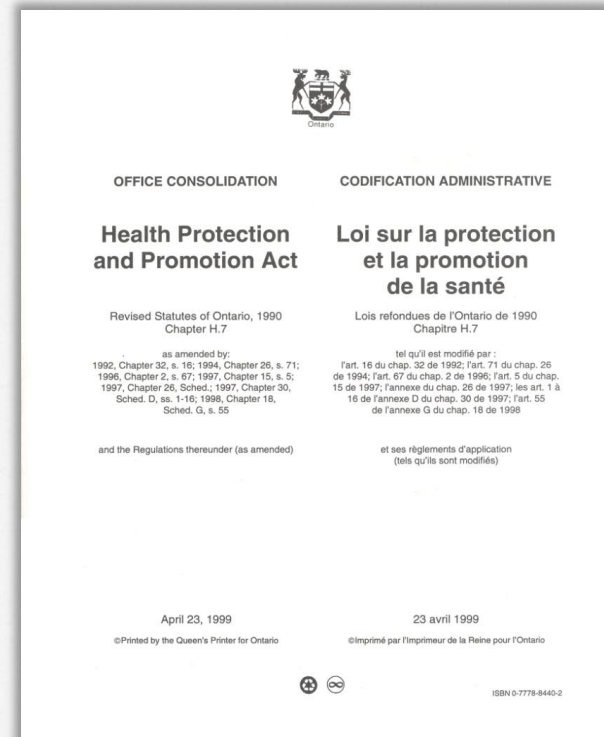 Ontario
OFFICE CONSOLIDATION
Health Protection
and Promotion Act
Revised Statutes of Ontario, 1990
Chapter H.7
as amended by:
1992, Chapter 32, s. 16; 1994, Chapter 26, s. 71;
1996, Chapter 2, s. 67; 1997, Chapter 15, s. 5;
1997, Chapter 26, Sched.; 1997, Chapter 30,
Sched. D, ss. 1-16; 1998, Chapter 18,
Sched. G, s. 55
and the Regulations thereunder (as amended)
April 23, 1999
©Printed by the Queen's Printer for Ontario
CODIFICATION ADMINISTRATIVE
Loi sur la protection
et la promotion
de la santé
Lois refondues de l'Ontario de 1990
Chapitre H.7
tel qu'il est modifié par :
l'art. 16 du chap. 32 de 1992; l'art. 71 du chap. 26
de 1994; l'art. 67 du chap. 2 de 1996; l'art. 5 du chap.
15 de 1997; l'annexe du chap. 26 de 1997; les art. 1 à
16 de l'annexe D du chap. 30 de 1997; l'art. 55
de l'annexe G du chap. 18 de 1998
et ses règlements d'application
(tels qu'ils sont modifiés)
23 avril 1999
©Imprimé par l'Imprimeur de la Reine pour l'Ontario
ISBN 0-7778-8440-2